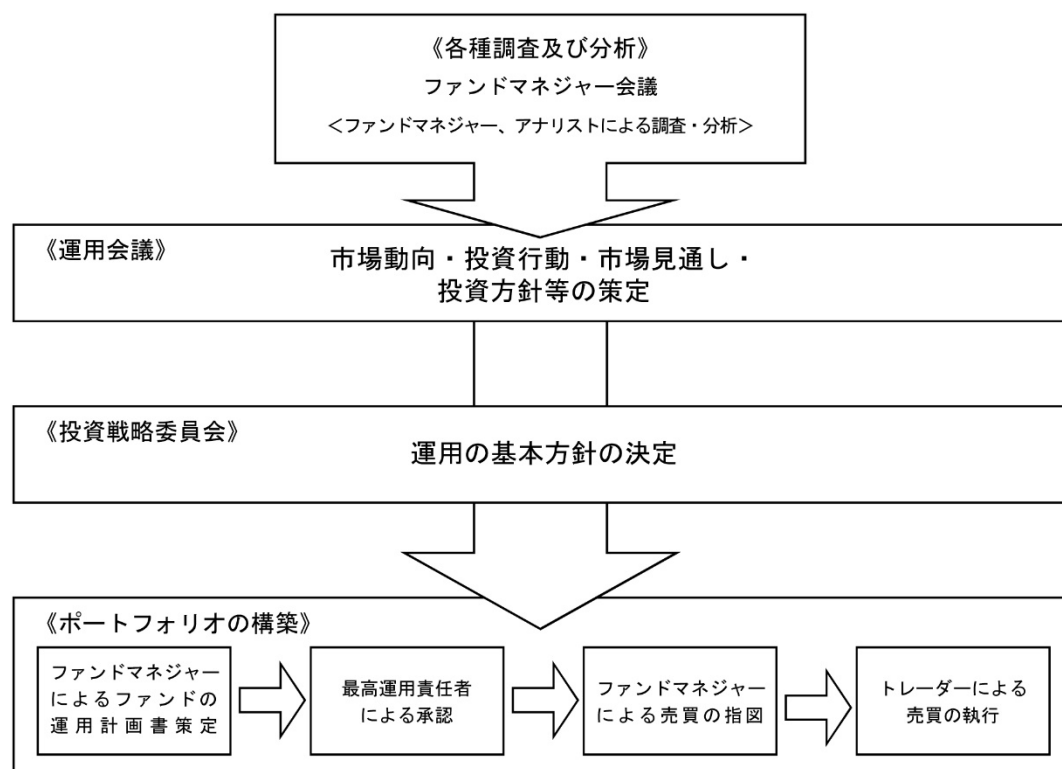 《各種調査及び分析》
ファンドマネジャー会議
＜ファンドマネジャー、アナリストによる調査・分析＞
《運用会議》
市場動向・投資行動・市場見通し・
投資方針等の策定
《投資戦略委員会》
運用の基本方針の決定
《ポートフォリオの構築》
ファンドマネジャー
によるファンドの
運用計画書策定
最高運用責任者
による承認
ファンドマネジャー
による売買の指図
トレーダーによる
売買の執行